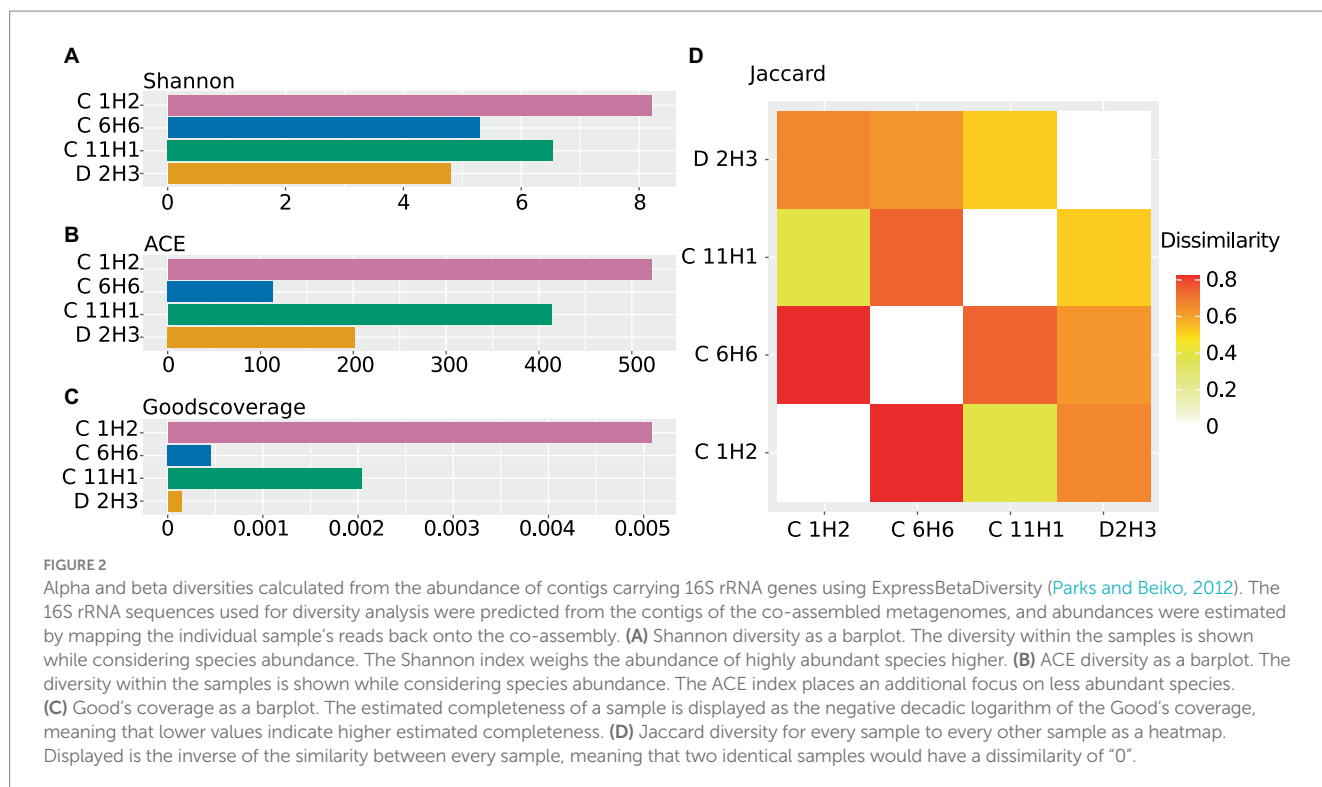 A
Shannon
C 1H2
C 6H6
C 11H1
D 2H3
0 2 4 6 8
B
ACE
C 1H2
C 6H6
C 11H1
D 2H3
0 100 200 300 400 500
C
Goodscoverage
C 1H2
C 6H6
C 11H1
D 2H3
0 0.001 0.002 0.003 0.004 0.005
D
Jaccard
D 2H3
C 11H1
C 6H6
C 1H2
C 1H2 C 6H6 C 11H1 D2H3
Dissimilarity
0.8
0.6
0.4
0.2
0
FIGURE 2
Alpha and beta diversities calculated from the abundance of contigs carrying 16S rRNA genes using ExpressBetaDiversity (Parks and Beiko, 2012). The
16S rRNA sequences used for diversity analysis were predicted from the contigs of the co-assembled metagenomes, and abundances were estimated
by mapping the individual sample's reads back onto the co-assembly. (A) Shannon diversity as a barplot. The diversity within the samples is shown
while considering species abundance. The Shannon index weighs the abundance of highly abundant species higher. (B) ACE diversity as a barplot. The
diversity within the samples is shown while considering species abundance. The ACE index places an additional focus on less abundant species.
(C) Good's coverage as a barplot. The estimated completeness of a sample is displayed as the negative decadic logarithm of the Good's coverage,
meaning that lower values indicate higher estimated completeness. (D) Jaccard diversity for every sample to every other sample as a heatmap.
Displayed is the inverse of the similarity between every sample, meaning that two identical samples would have a dissimilarity of "0".